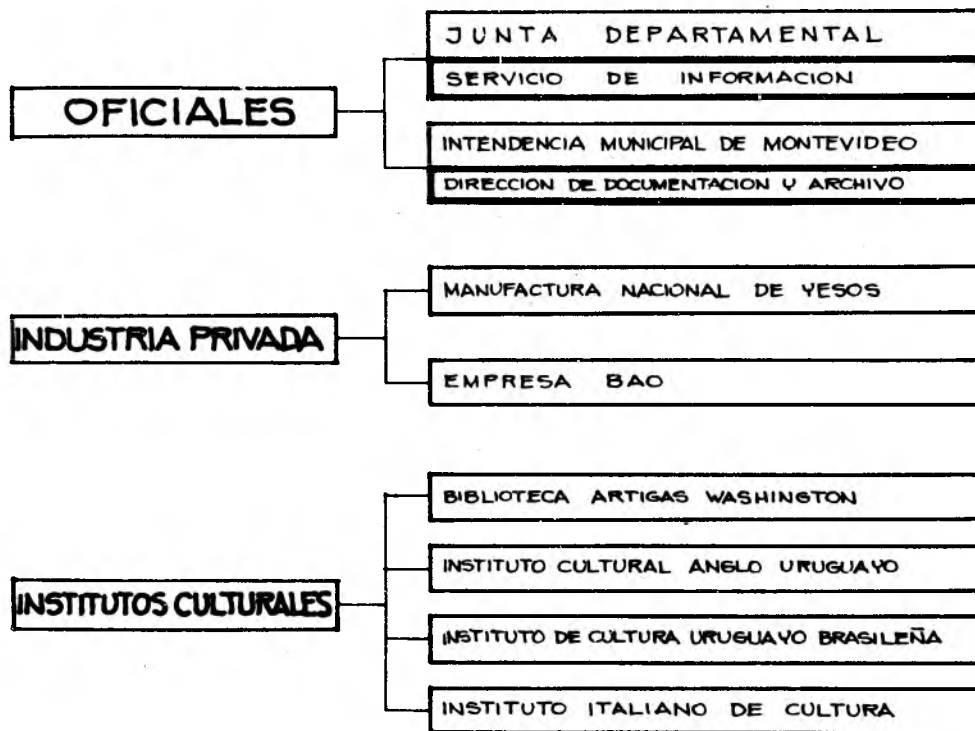 OFICIALES
JUNTA DEPARTAMENTAL
SERVICIO DE INFORMACION
INTENDENCIA MUNICIPAL DE MONTEVIDEO
DIRECCION DE DOCUMENTACION Y ARCHIVO
INDUSTRIA PRIVADA
MANUFACTURA NACIONAL DE YESOS
EMPRESA BAO
INSTITUTOS CULTURALES
BIBLIOTECA ARTIGAS WASHINGTON
INSTITUTO CULTURAL ANGLO URUGUAYO
INSTITUTO DE CULTURA URUGUAYO BRASILEÑA
INSTITUTO ITALIANO DE CULTURA